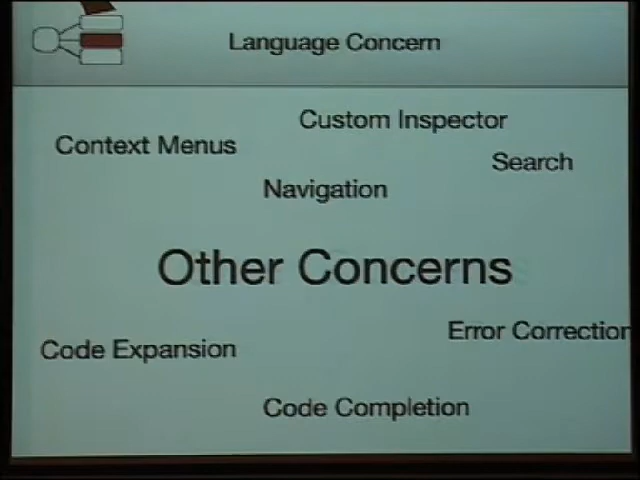 Language Concern
Custom Inspector
Context Menus
Search
Navigation
Other Concerns
Error Correction
Code Expansion
Code Completion